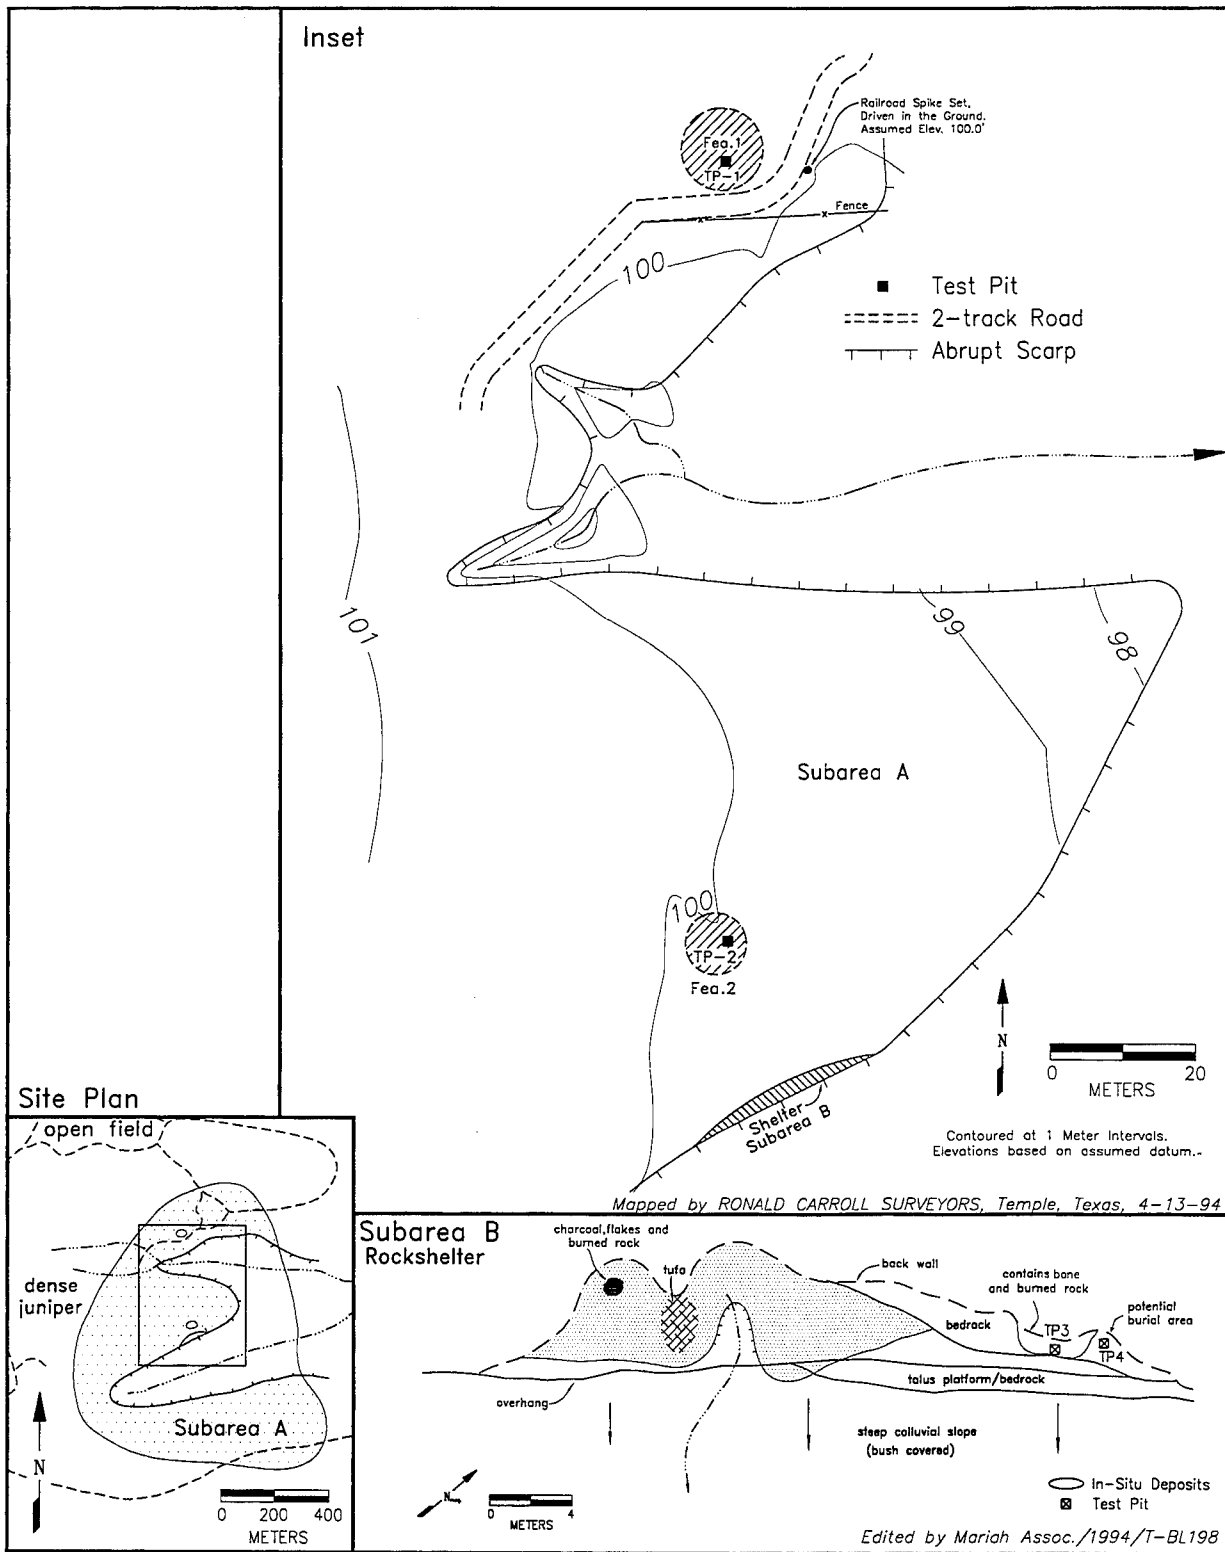 Inset
Railroad Spike Set,
Driven in the Ground.
Assumed Elev. 100.0'
Fea.1
TP-1
Fence
100
Test Pit
2-track Road
Abrupt Scarp
101
99
98
Subarea A
100
TP-2
Fea.2
N
0 20
METERS
Shelter
Subarea B
Contoured at 1 Meter Intervals.
Elevations based on assumed datum.-
Mapped by RONALD CARROLL SURVEYORS, Temple, Texas, 4-13-94
Site Plan
open field
dense
juniper
Subarea A
N
0 200 400
METERS
Subarea B
Rockshelter
charcoal,flakes and
burned rock
tufa
back wall
contains bone
and burned rock
potential
burial area
bedrock
TP3
TP4
talus platform/bedrock
overhang
steep colluvial slope
(bush covered)
0 4
METERS
In-Situ Deposits
Test Pit
Edited by Mariah Assoc./1994/T-BL198